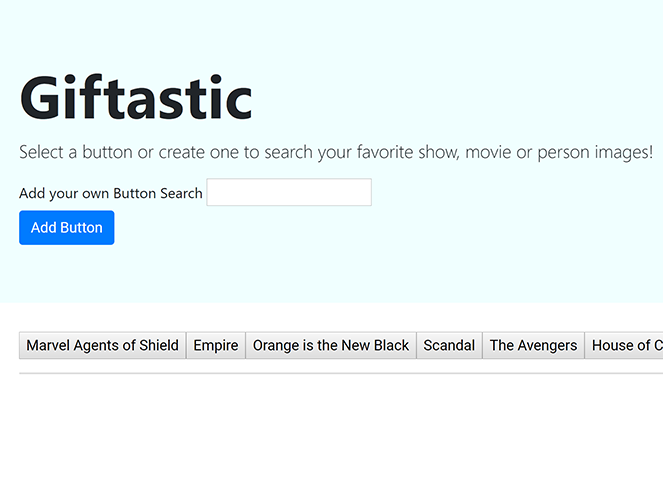 Giftastic
Select a button or create one to search your favorite show, movie or person images!
Add your own Button Search
Add Button
Marvel Agents of Shield Empire Orange is the New Black Scandal The Avengers House of C